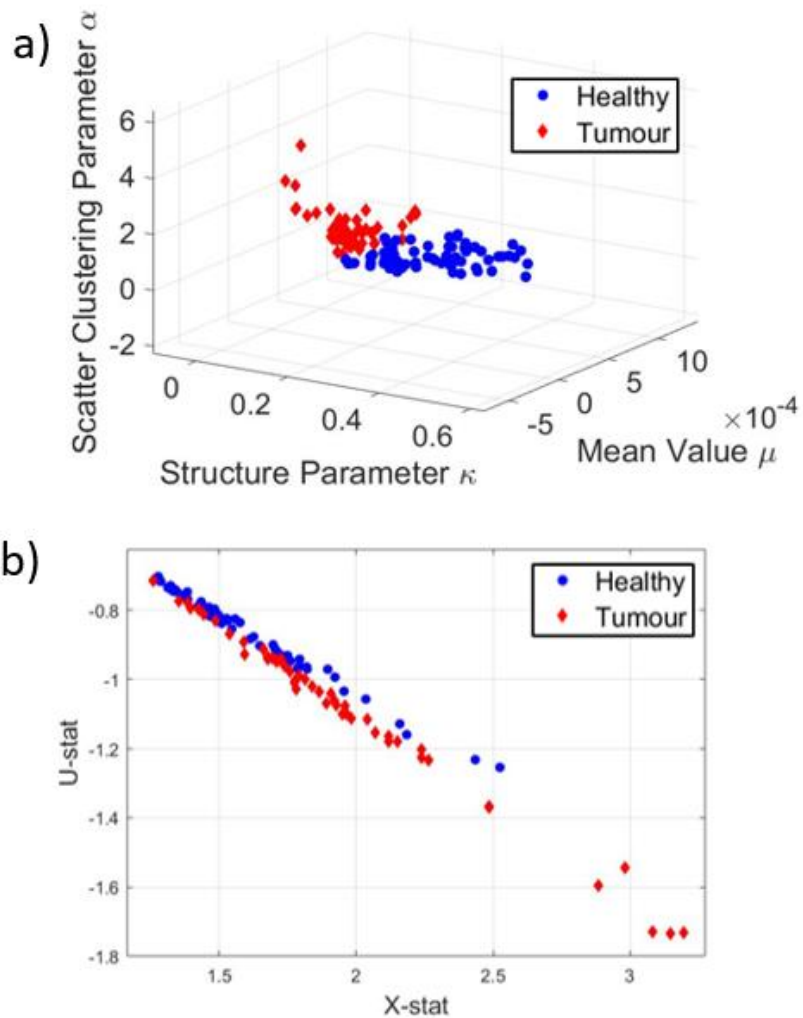 a)
Scatter Clustering Parameter α
6
4
2
0
-2
Healthy
Tumour
0
0.2
0.4
0.6
Structure Parameter κ
-5
0
5
10
×10⁻⁴
Mean Value μ
b)
Healthy
Tumour
U-stat
-0.8
-1
-1.2
-1.4
-1.6
-1.8
1.5
2
2.5
3
X-stat